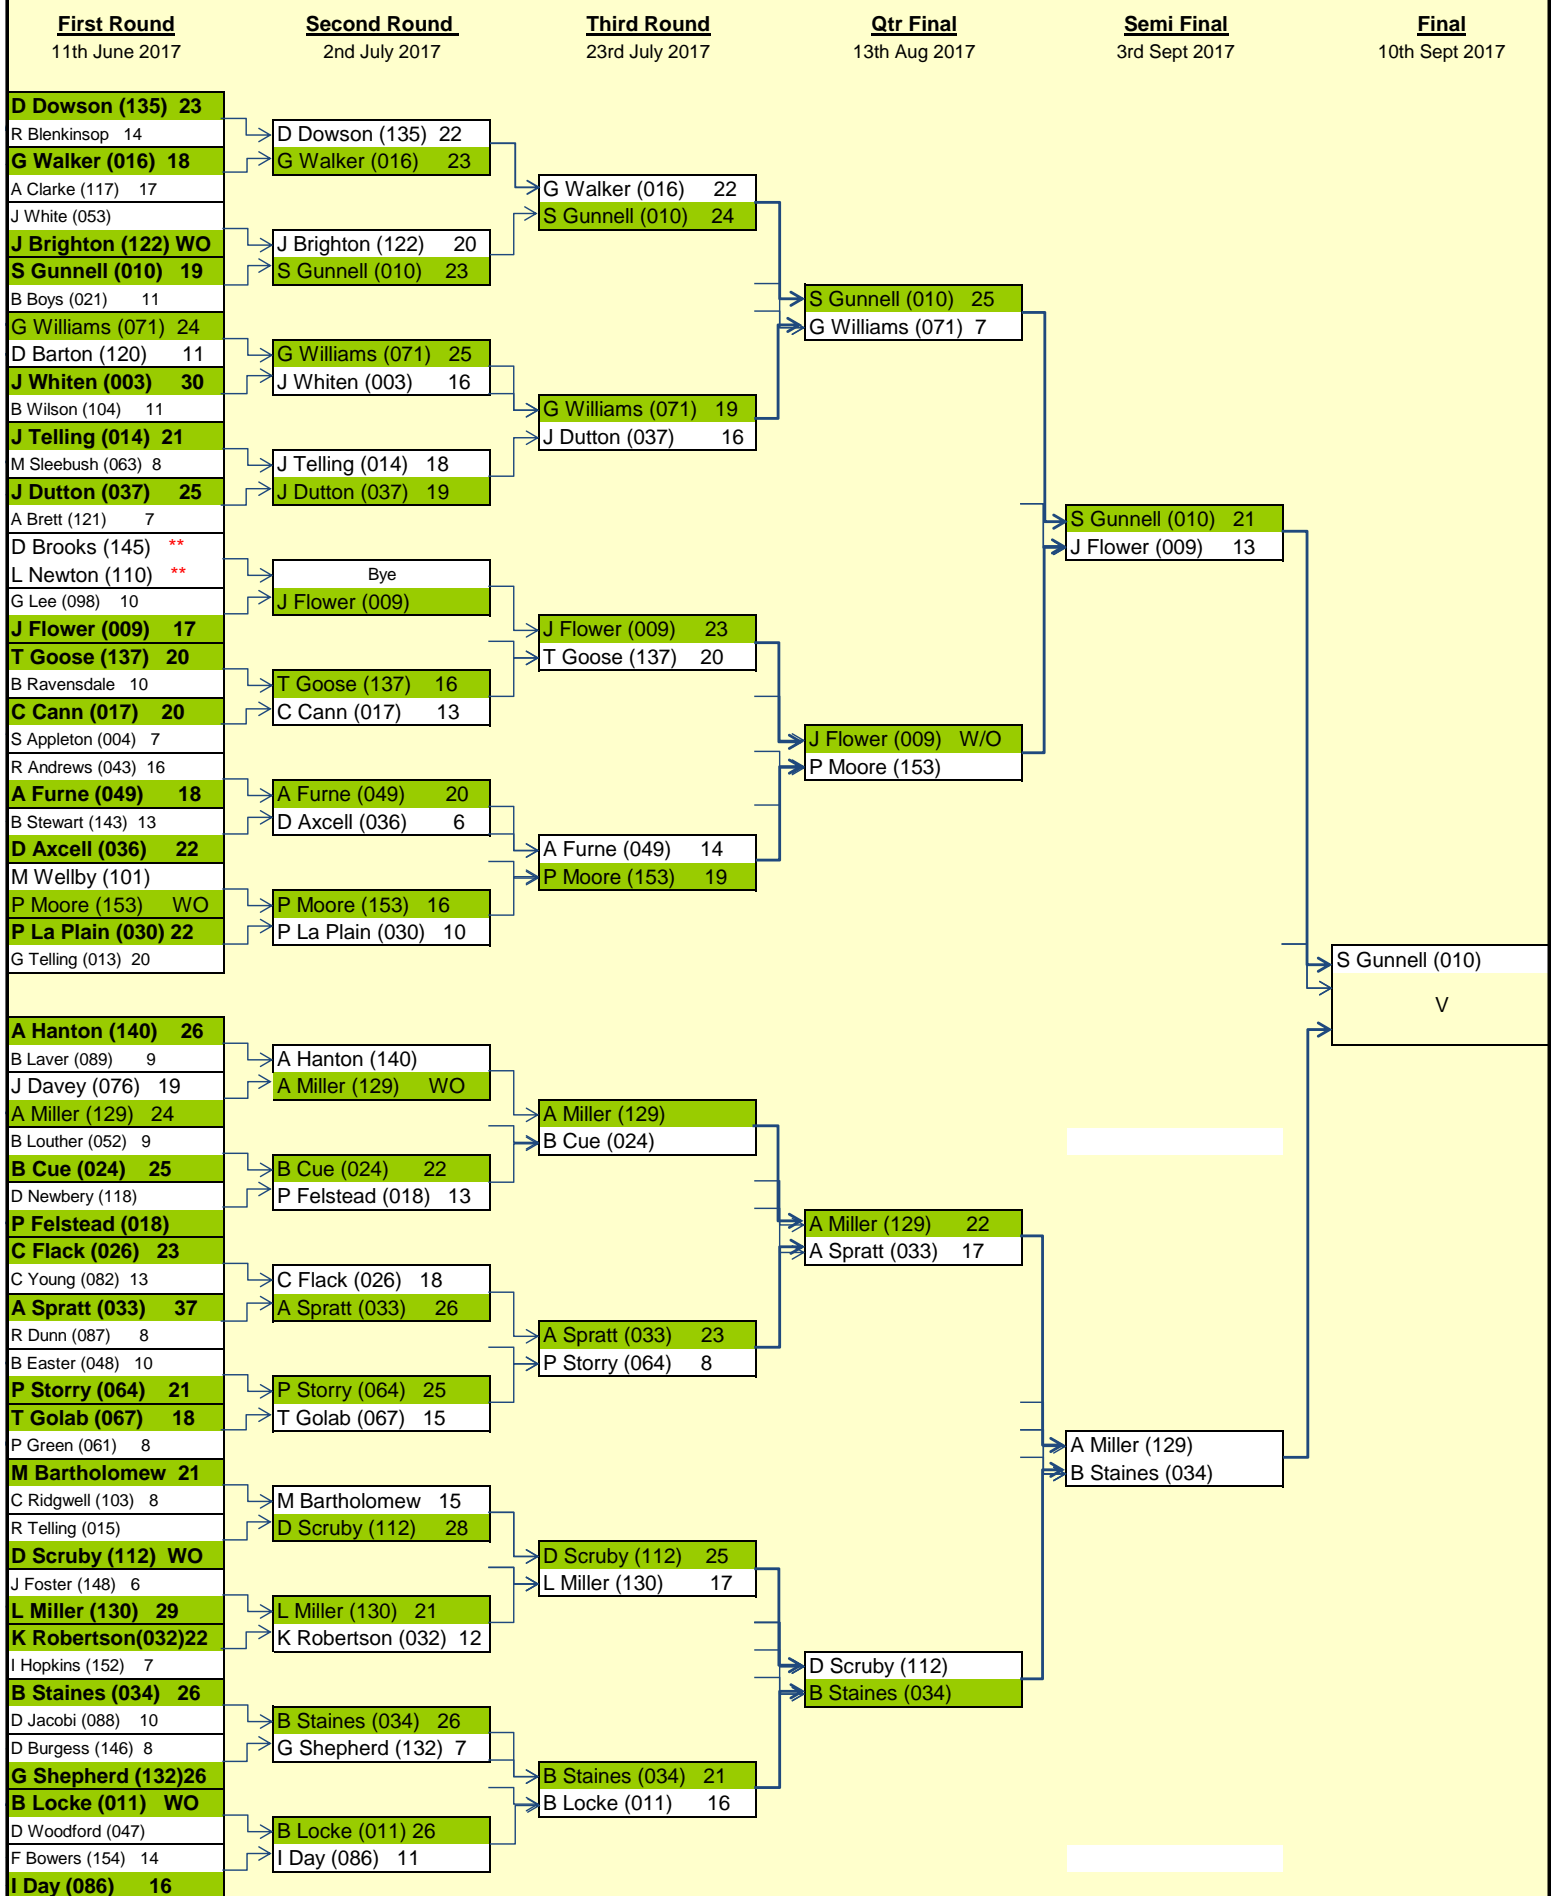 First Round
11th June 2017
Second Round
2nd July 2017
Third Round
23rd July 2017
Qtr Final
13th Aug 2017
Semi Final
3rd Sept 2017
Final
10th Sept 2017
D Dowson (135) 23
R Blenkinsop 14
G Walker (016) 18
A Clarke (117) 17
J White (053)
J Brighton (122) WO
S Gunnell (010) 19
B Boys (021) 11
G Williams (071) 24
D Barton (120) 11
J Whiten (003) 30
B Wilson (104) 11
J Telling (014) 21
M Sleebush (063) 8
J Dutton (037) 25
A Brett (121) 7
D Brooks (145) **
L Newton (110) **
G Lee (098) 10
J Flower (009) 17
T Goose (137) 20
B Ravensdale 10
C Cann (017) 20
S Appleton (004) 7
R Andrews (043) 16
A Furne (049) 18
B Stewart (143) 13
D Axcell (036) 22
M Wellby (101)
P Moore (153) WO
P La Plain (030) 22
G Telling (013) 20
A Hanton (140) 26
B Laver (089) 9
J Davey (076) 19
A Miller (129) 24
B Louther (052) 9
B Cue (024) 25
D Newbery (118)
P Felstead (018)
C Flack (026) 23
C Young (082) 13
A Spratt (033) 37
R Dunn (087) 8
B Easter (048) 10
P Storry (064) 21
T Golab (067) 18
P Green (061) 8
M Bartholomew 21
C Ridgwell (103) 8
R Telling (015)
D Scruby (112) WO
J Foster (148) 6
L Miller (130) 29
K Robertson(032)22
I Hopkins (152) 7
B Staines (034) 26
D Jacobi (088) 10
D Burgess (146) 8
G Shepherd (132)26
B Locke (011) WO
D Woodford (047)
F Bowers (154) 14
I Day (086) 16
D Dowson (135) 22
G Walker (016) 23
J Brighton (122) 20
S Gunnell (010) 23
G Williams (071) 25
J Whiten (003) 16
J Telling (014) 18
J Dutton (037) 19
Bye
J Flower (009)
T Goose (137) 16
C Cann (017) 13
A Furne (049) 20
D Axcell (036) 6
P Moore (153) 16
P La Plain (030) 10
A Hanton (140)
A Miller (129) WO
B Cue (024) 22
P Felstead (018) 13
C Flack (026) 18
A Spratt (033) 26
P Storry (064) 25
T Golab (067) 15
M Bartholomew 15
D Scruby (112) 28
L Miller (130) 21
K Robertson (032) 12
B Staines (034) 26
G Shepherd (132) 7
B Locke (011) 26
I Day (086) 11
G Walker (016) 22
S Gunnell (010) 24
G Williams (071) 19
J Dutton (037) 16
J Flower (009) 23
T Goose (137) 20
A Furne (049) 14
P Moore (153) 19
A Miller (129)
B Cue (024)
A Spratt (033) 23
P Storry (064) 8
D Scruby (112) 25
L Miller (130) 17
B Staines (034) 21
B Locke (011) 16
S Gunnell (010) 25
G Williams (071) 7
J Flower (009) W/O
P Moore (153)
A Miller (129) 22
A Spratt (033) 17
D Scruby (112)
B Staines (034)
S Gunnell (010) 21
J Flower (009) 13
A Miller (129)
B Staines (034)
S Gunnell (010)
V